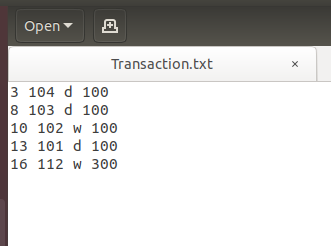 Open
Transaction.txt ×
3 104 d 100
8 103 d 100
10 102 w 100
13 101 d 100
16 112 w 300